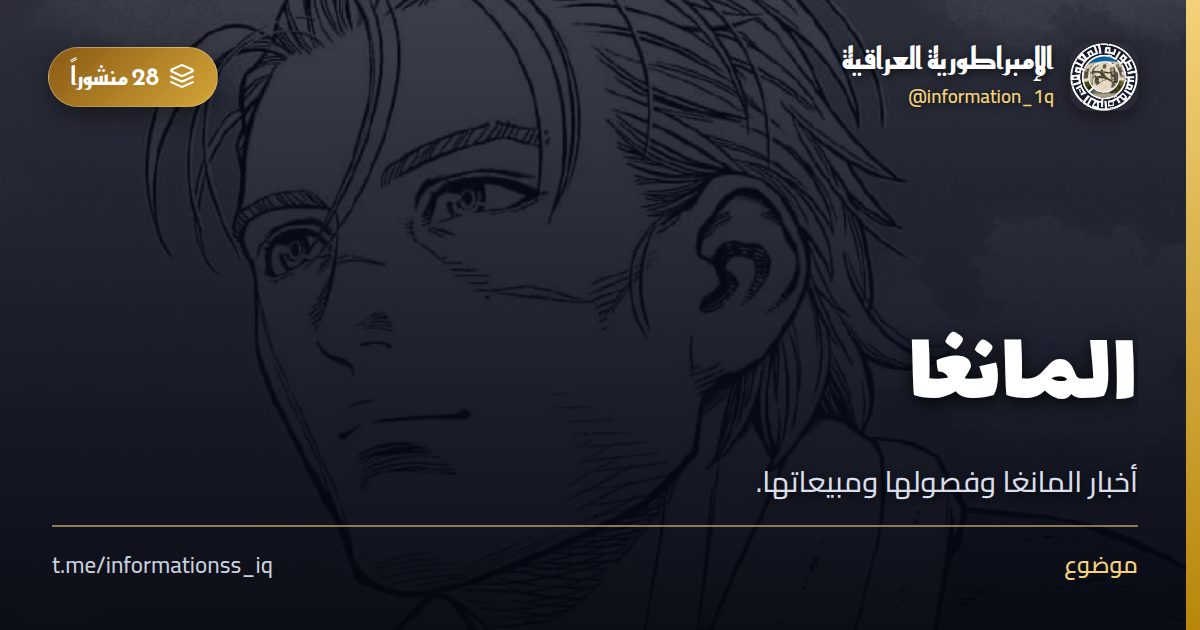 الإمبراطورية العراقية
@information_1q
28 منشوراً
المانغا
أخبار المانغا وفصولها ومبيعاتها.
موضوع
t.me/informationss_iq